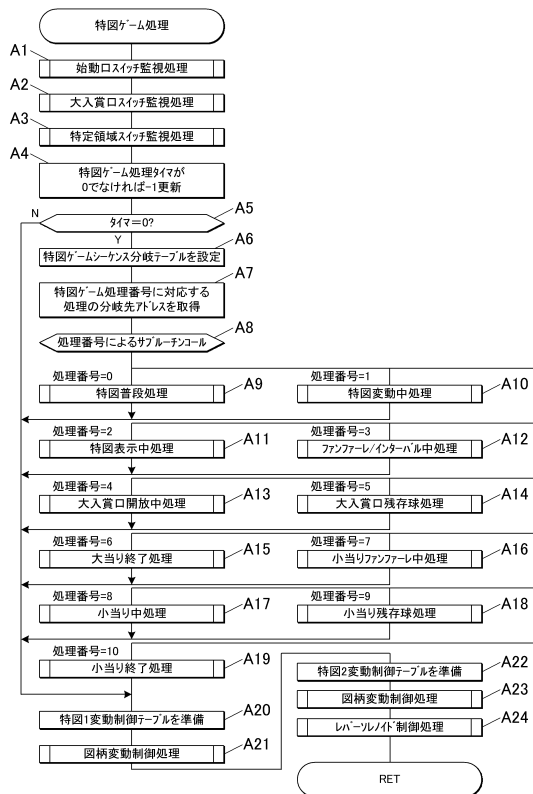 特図ゲーム処理
A1
始動口スイッチ監視処理
A2
大入賞口スイッチ監視処理
A3
特定領域スイッチ監視処理
A4
特図ゲーム処理タイマが
0でなければ-1更新
N
タイマ=0?
A5
Y
A6
特図ゲームシーケンス分岐テーブルを設定
A7
特図ゲーム処理番号に対応する
処理の分岐先アドレスを取得
A8
処理番号によるサブルーチンコール
処理番号=0
特図普段処理
A9
処理番号=1
特図変動中処理
A10
処理番号=2
特図表示中処理
A11
処理番号=3
ファンファーレ/インターバル中処理
A12
処理番号=4
大入賞口開放中処理
A13
処理番号=5
大入賞口残存球処理
A14
処理番号=6
大当り終了処理
A15
処理番号=7
小当りファンファーレ中処理
A16
処理番号=8
小当り中処理
A17
処理番号=9
小当り残存球処理
A18
処理番号=10
小当り終了処理
A19
特図1変動制御テーブルを準備
A20
図柄変動制御処理
A21
特図2変動制御テーブルを準備
A22
図柄変動制御処理
A23
レバーソレノイド制御処理
A24
RET